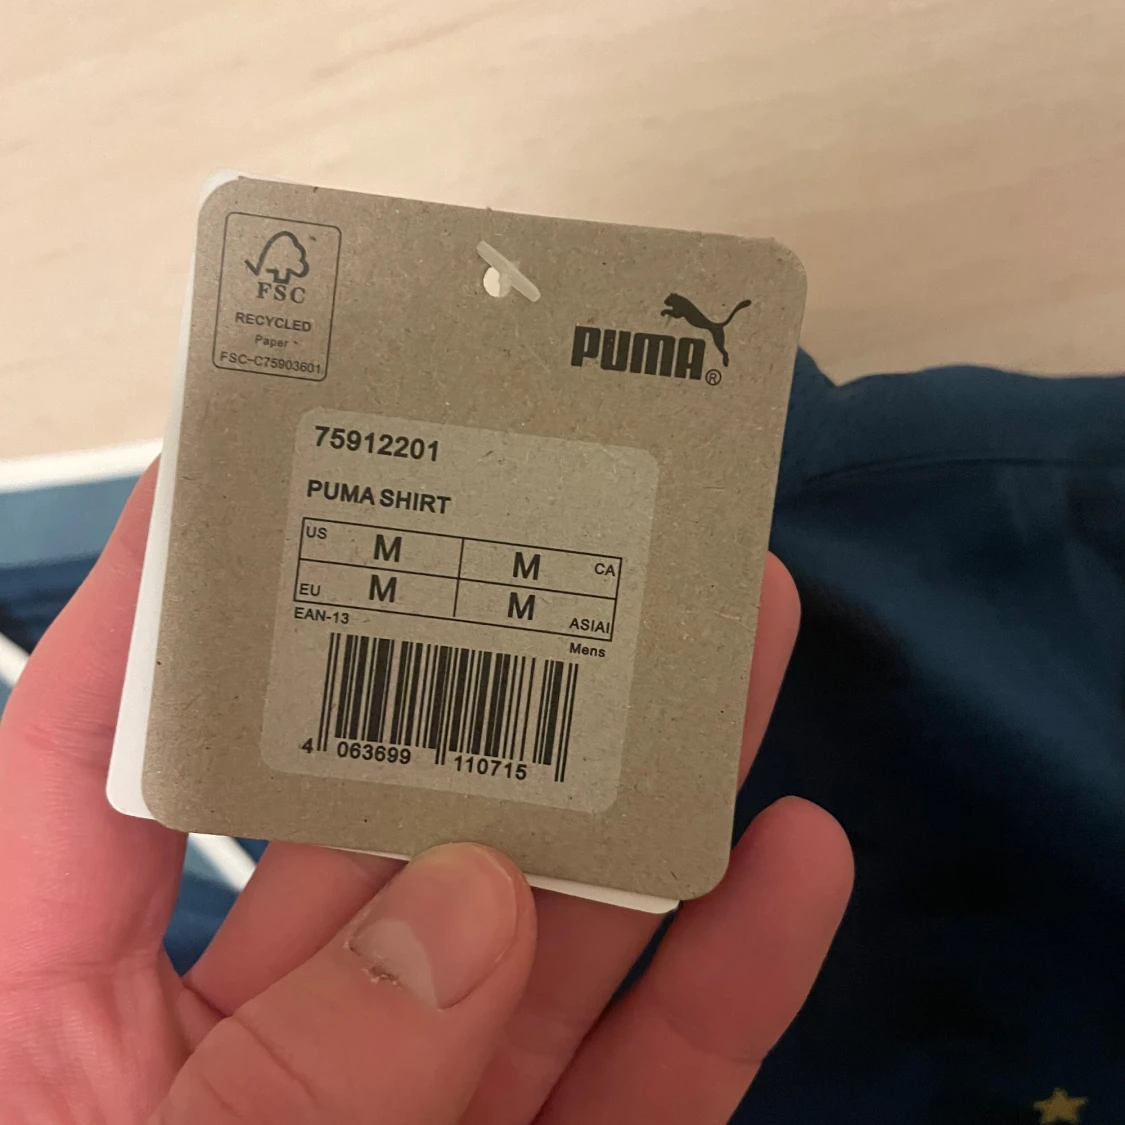 FSC
RECYCLED
Paper
FSC-C75903601
PUMA®
75912201
PUMA SHIRT
US M M CA
EU M M ASIAI
EAN-13
Mens
4 063699 110715